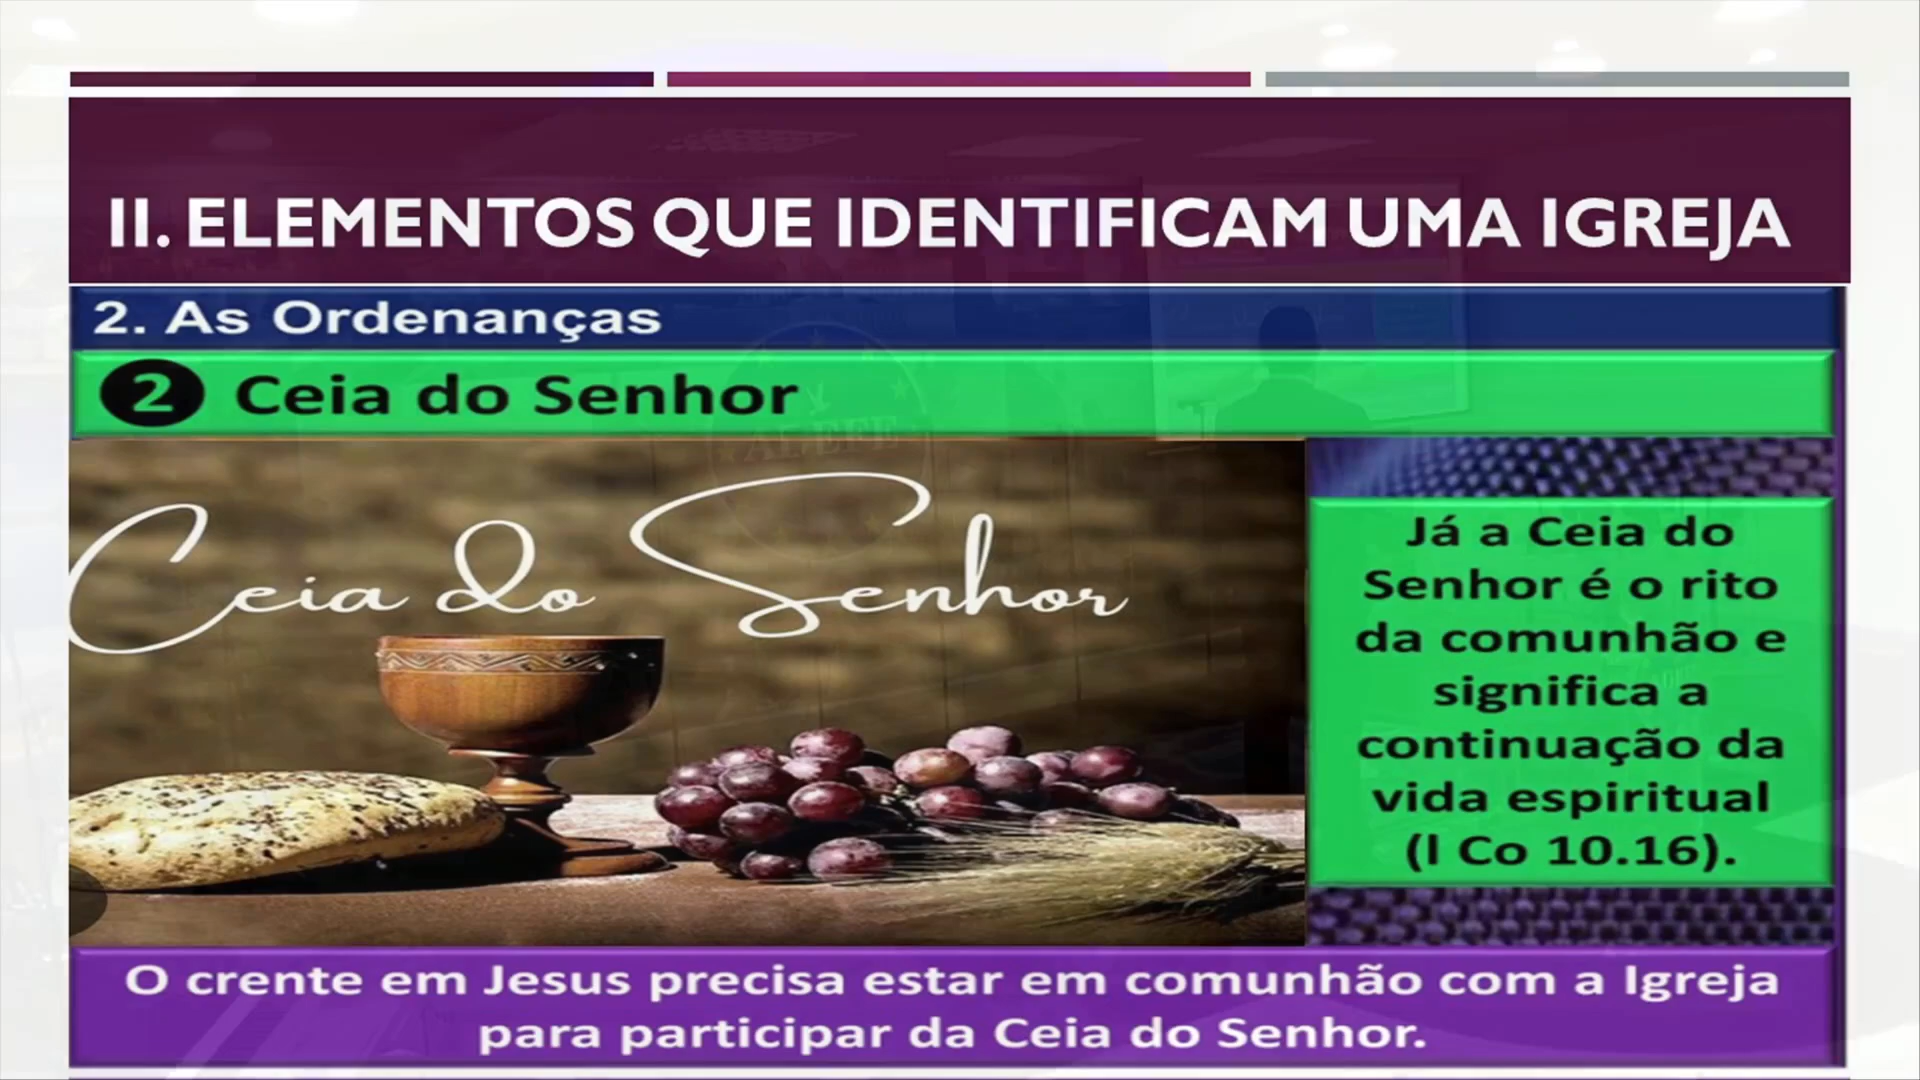 II. ELEMENTOS QUE IDENTIFICAM UMA IGREJA
2. As Ordenanças
2 Ceia do Senhor
Ceia do Senhor
Já a Ceia do
Senhor é o rito
da comunhão e
significa a
continuação da
vida espiritual
(l Co 10.16).
O crente em Jesus precisa estar em comunhão com a Igreja
para participar da Ceia do Senhor.